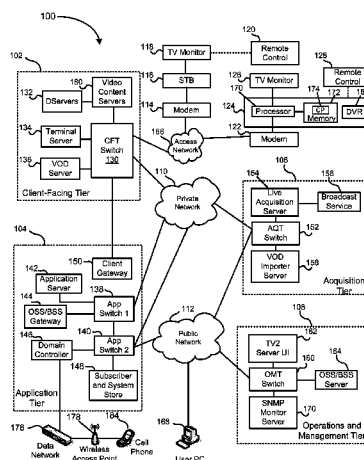 100
102
Video
Content
Servers
180
132
DServers
134
Terminal
Server
CFT
Switch
130
136
VOD
Server
Client-Facing Tier
118
TV Monitor
120
Remote
Control
116
STB
114
Modem
126
TV Monitor
Remote
Control
170
174
172
124
Processor
CP
Memory
DVR
122
Modem
166
Access
Network
110
Private
Network
106
154
Live
Acquisition
Server
Broadcast
Service
AQT
Switch
152
VOD
Importer
Server
Acquisition
Tier
104
150
Client
Gateway
142
Application
Server
138
144
App
Switch 1
OSS/BSS
Gateway
140
Domain
Controller
App
Switch 2
Subscriber
and System
Store
Application
Tier
112
Public
Network
108
162
TV2
Server UI
160
164
OMT
Switch
OSS/BSS
Server
SNMP
Monitor
Server
170
Operations and
Management Tier
176
178
184
Cell
Phone
Data
Network
Wireless
Access Point
168
User PC